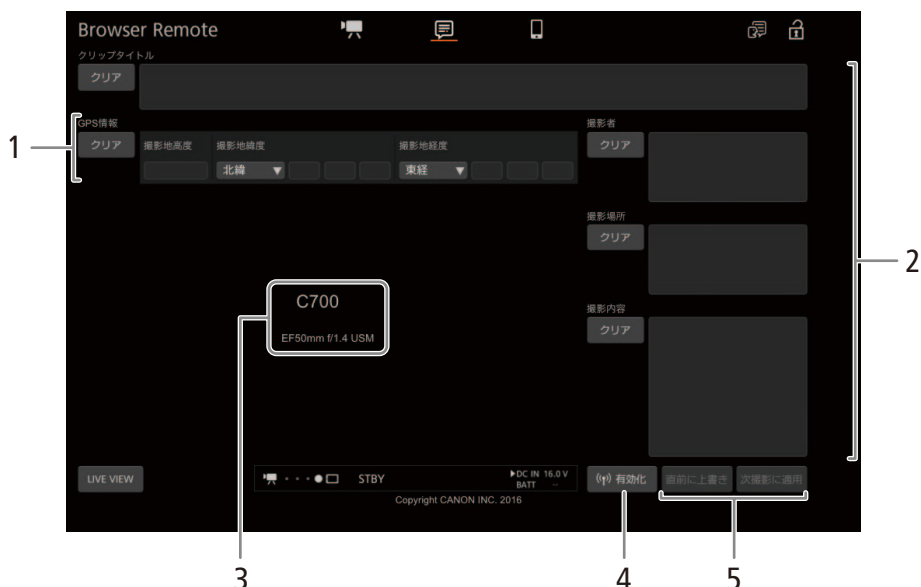 Browser Remote
クリップタイトル
クリア
GPS情報
クリア
撮影地高度 撮影地緯度 撮影地経度
北緯 ▼ 東経 ▼
撮影者
クリア
撮影場所
クリア
撮影内容
クリア
C700
EF50mm f/1.4 USM
LIVE VIEW
STBY
▶DC IN 16.0 V
BATT --
有効化
直前に上書き
次撮影に適用
Copyright CANON INC. 2016
1
2
3
4
5